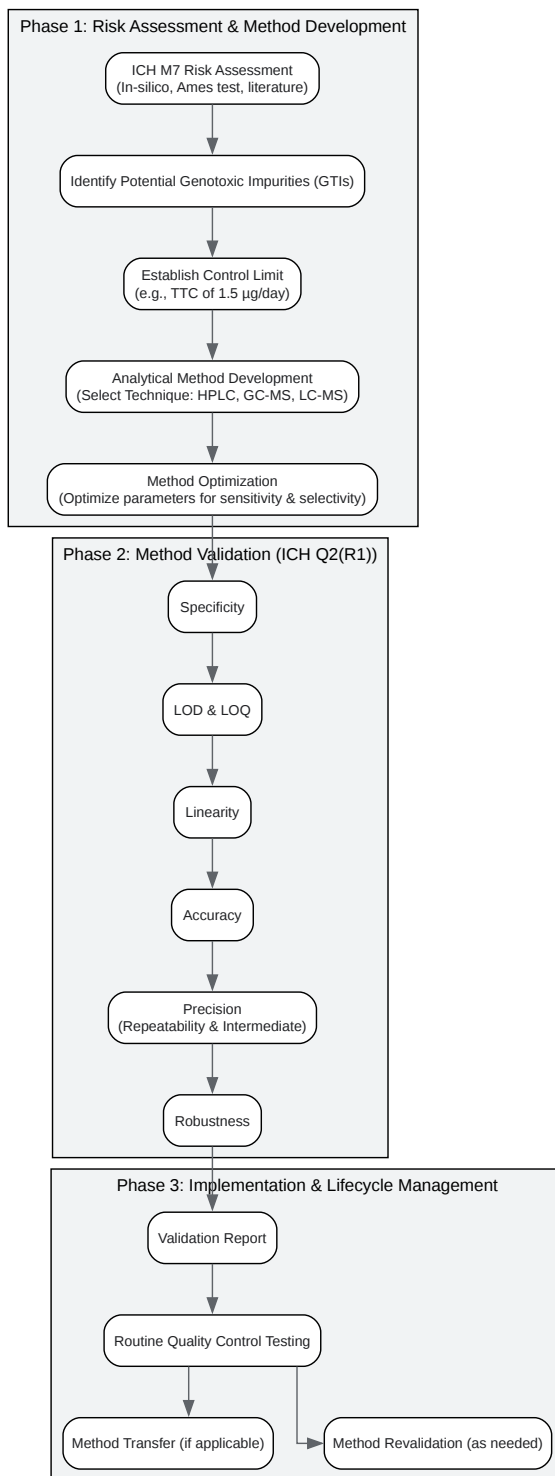 Phase 1: Risk Assessment & Method Development
ICH M7 Risk Assessment
(In-silico, Ames test, literature)
Identify Potential Genotoxic Impurities (GTIs)
Establish Control Limit
(e.g., TTC of 1.5 µg/day)
Analytical Method Development
(Select Technique: HPLC, GC-MS, LC-MS)
Method Optimization
(Optimize parameters for sensitivity & selectivity)
Phase 2: Method Validation (ICH Q2(R1))
Specificity
LOD & LOQ
Linearity
Accuracy
Precision
(Repeatability & Intermediate)
Robustness
Phase 3: Implementation & Lifecycle Management
Validation Report
Routine Quality Control Testing
Method Transfer (if applicable)
Method Revalidation (as needed)